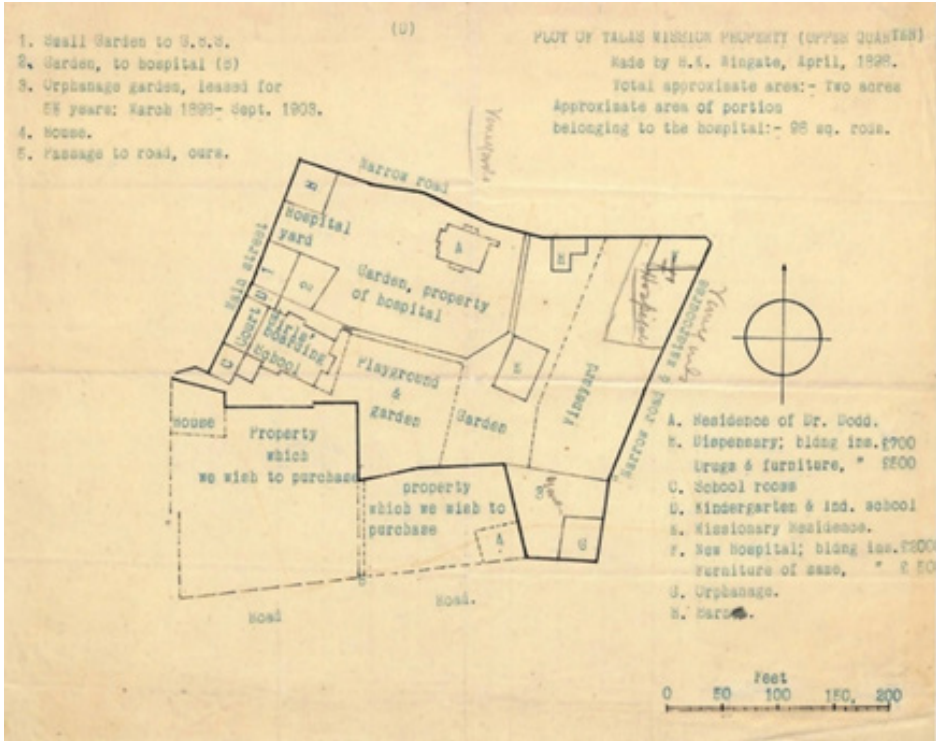 (U)
1. Small Garden to G.B.S.
2. Garden, to hospital (B)
3. Orphanage garden, leased for
5½ years; March 1898- Sept. 1903.
4. House.
5. Passage to road, ours.
PLOT OF TALAS MISSION PROPERTY (UPPER QUARTER)
Made by H.K. Wingate, April, 1898.
Total approximate area:- Two acres
Approximate area of portion
belonging to the hospital:- 98 sq. rods.
Narrow road
Main street
B
Hospital
yard
A
H
Garden, property
of hospital
1
2
D
Court
Girls'
Boarding
School
C
Playground
&
garden
Garden
E
Vineyard
Narrow road & watercourse
House
Property
which
we wish to purchase
property
which we wish to
purchase
3
4
G
5
Road
Road.
A. Residence of Dr. Dodd.
B. Dispensary; bldng ins.£700
Drugs & furniture, " £500
C. School room
D. Kindergarten & Ind. school
E. Missionary Residence.
F. New Hospital; bldng ins.
Furniture of same, "
G. Orphanage.
H. Barn.
Feet
0 50 100 150, 200